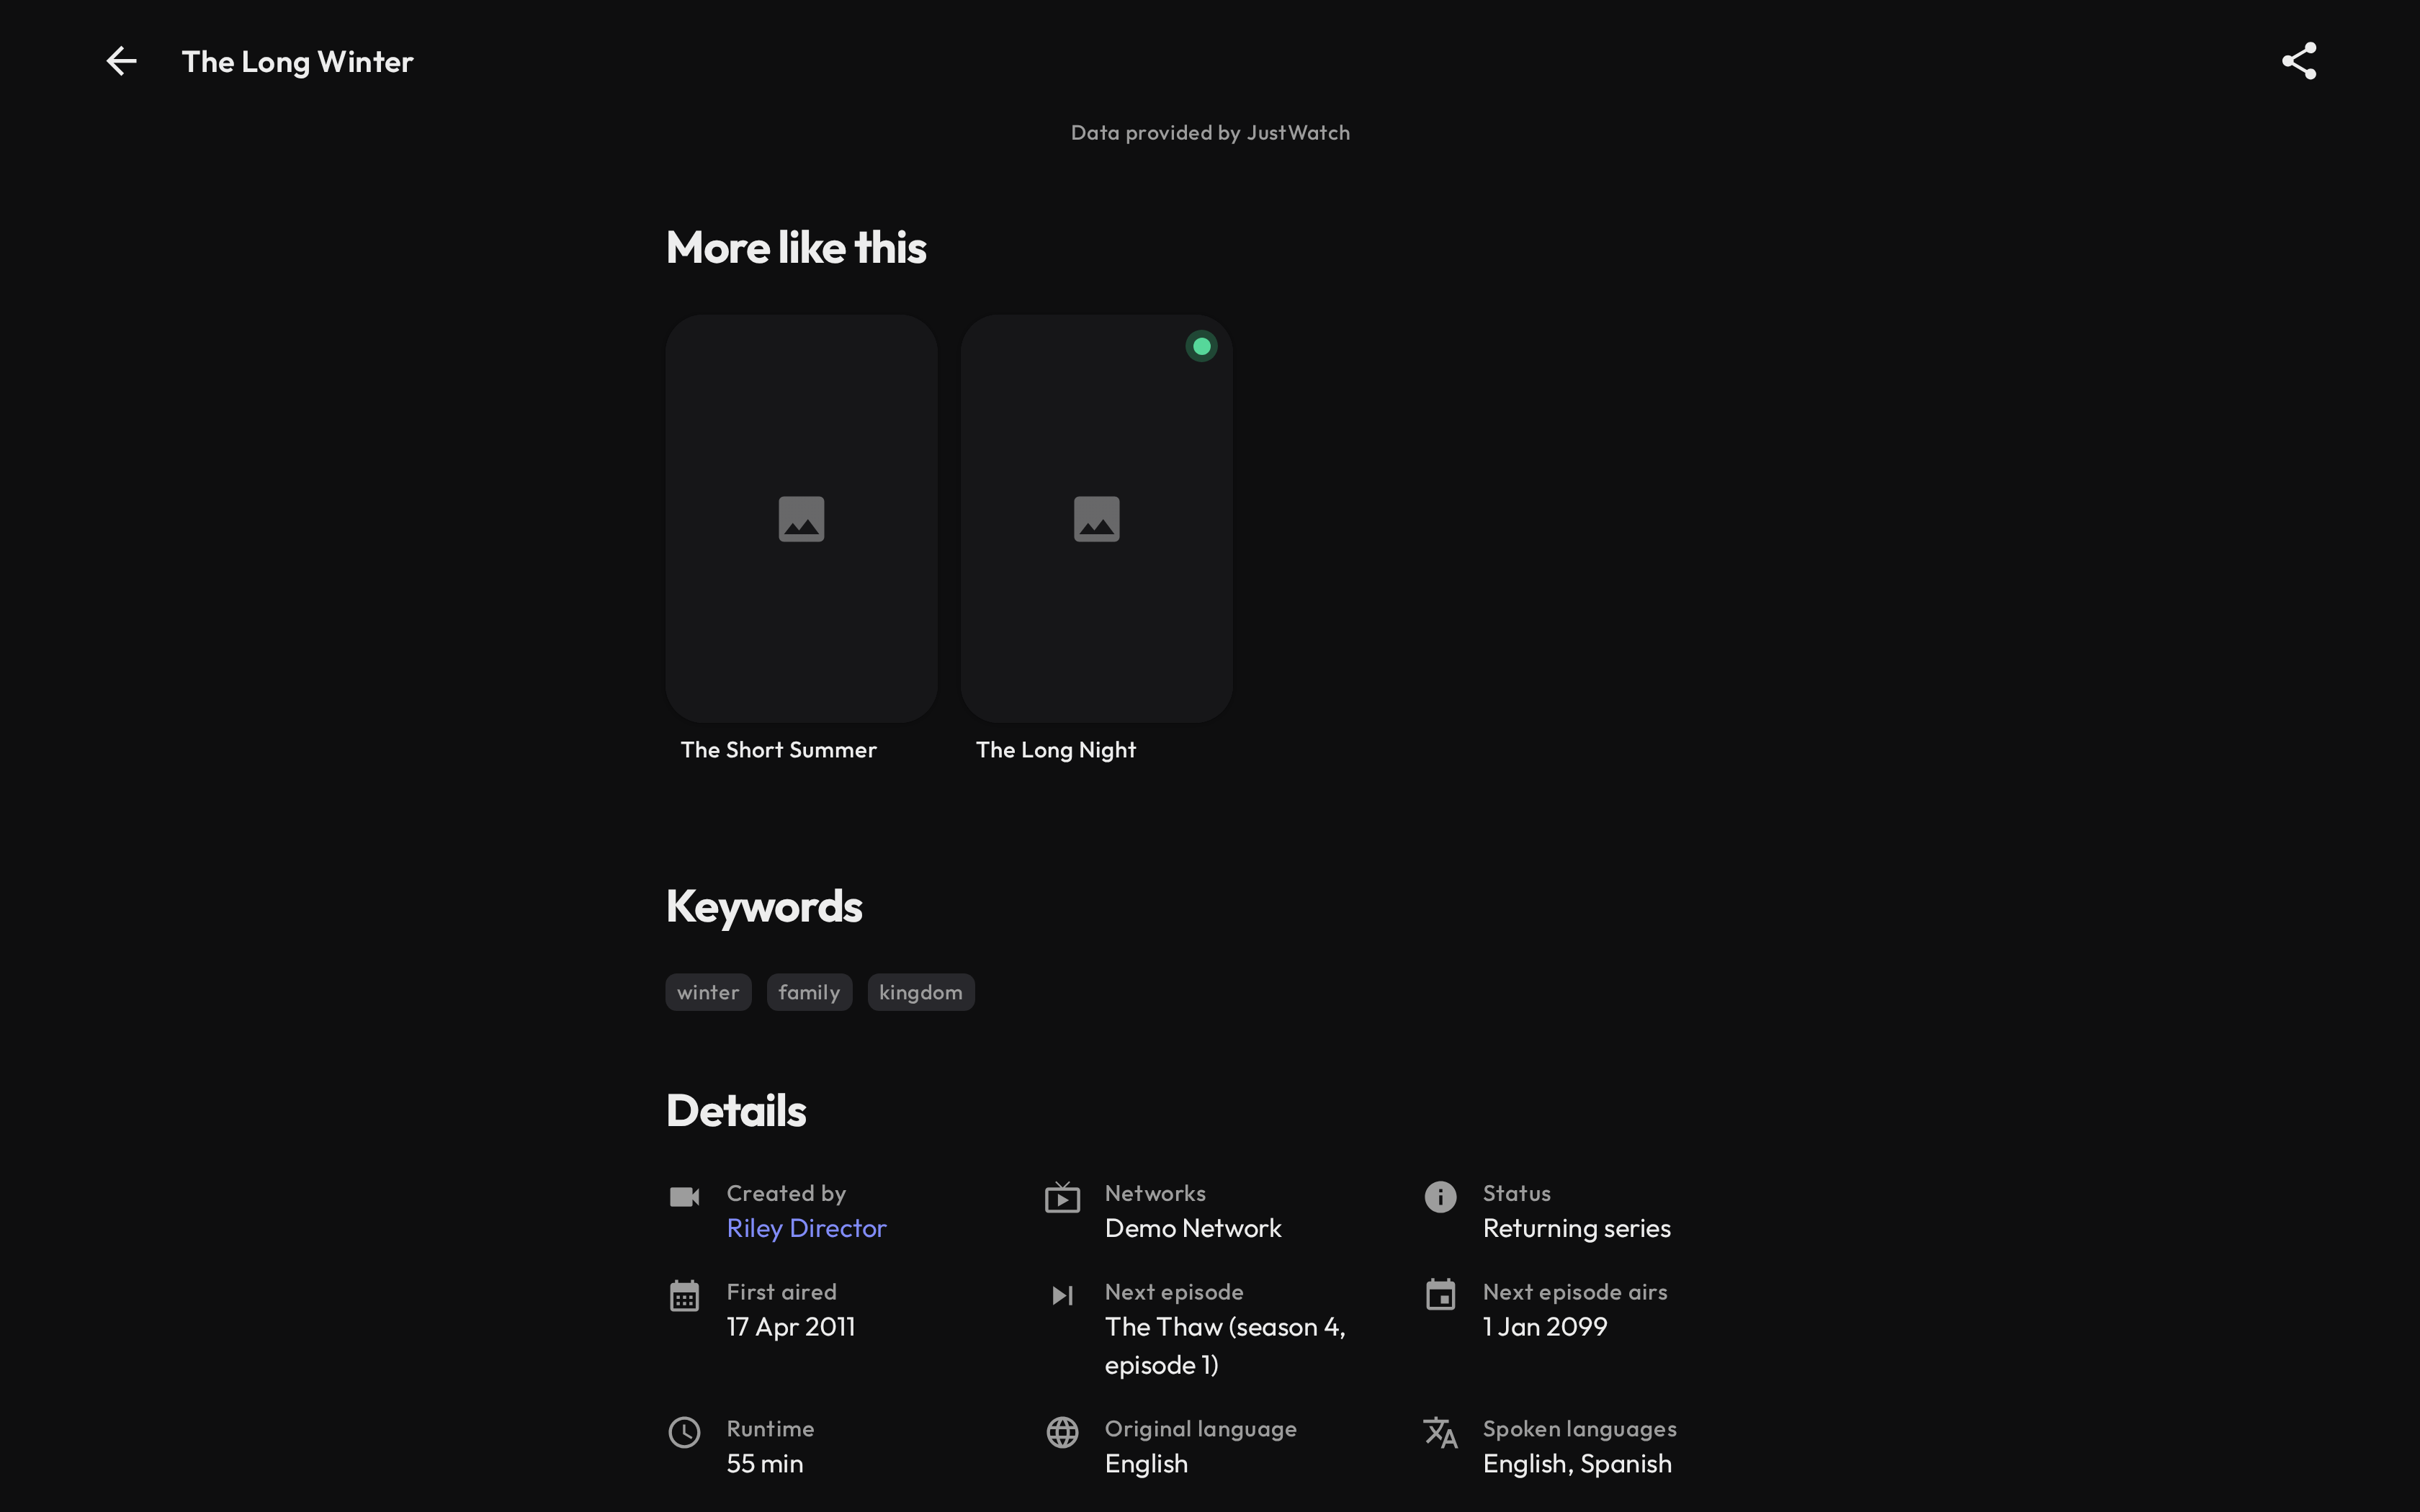 The Long Winter
Data provided by JustWatch
More like this
The Short Summer
The Long Night
Keywords
winter
family
kingdom
Details
Created by
Riley Director
Networks
Demo Network
Status
Returning series
First aired
17 Apr 2011
Next episode
The Thaw (season 4,
episode 1)
Next episode airs
1 Jan 2099
Runtime
55 min
Original language
English
Spoken languages
English, Spanish